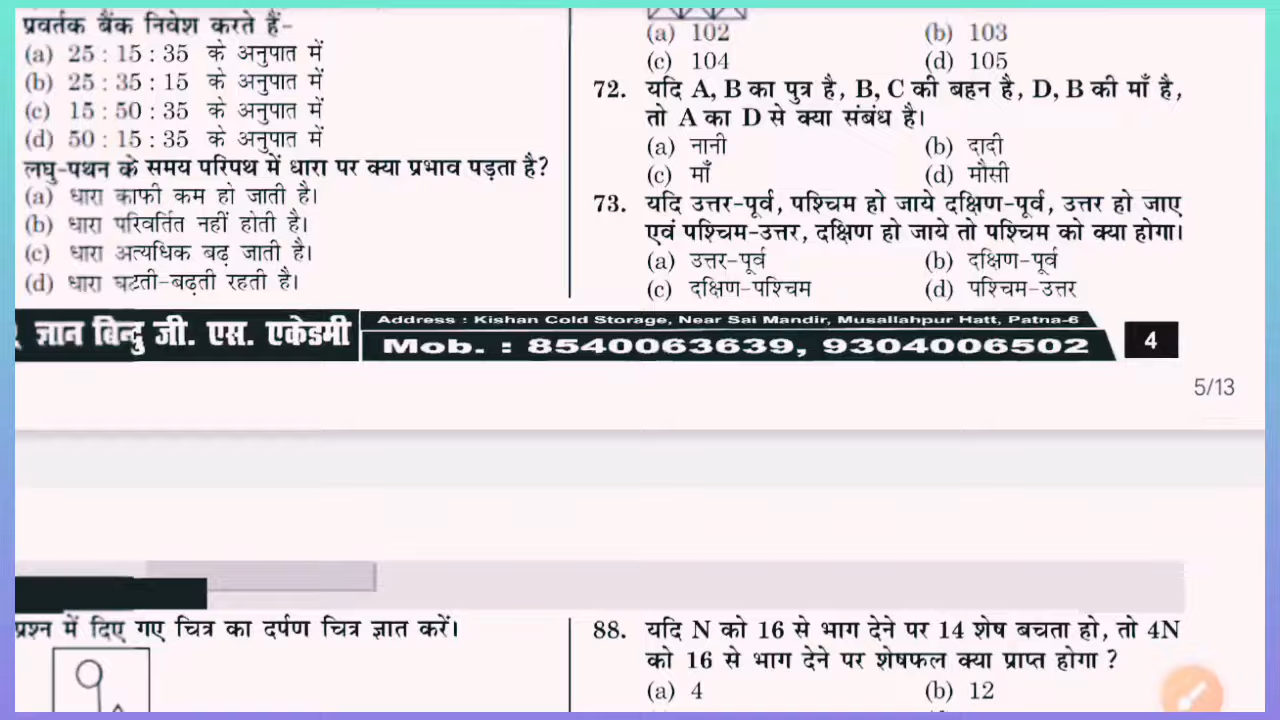 प्रवर्तक बैंक निवेश करते हैं-
(a) 25 : 15 : 35 के अनुपात में
(b) 25 : 35 : 15 के अनुपात में
(c) 15 : 50 : 35 के अनुपात में
(d) 50 : 15 : 35 के अनुपात में
लघु-पथन के समय परिपथ में धारा पर क्या प्रभाव पड़ता है?
(a) धारा काफी कम हो जाती है।
(b) धारा परिवर्तित नहीं होती है।
(c) धारा अत्यधिक बढ़ जाती है।
(d) धारा घटती-बढ़ती रहती है।
(a) 102 (b) 103
(c) 104 (d) 105
72. यदि A, B का पुत्र है, B, C की बहन है, D, B की माँ है,
तो A का D से क्या संबंध है।
(a) नानी (b) दादी
(c) माँ (d) मौसी
73. यदि उत्तर-पूर्व, पश्चिम हो जाये दक्षिण-पूर्व, उत्तर हो जाए
एवं पश्चिम-उत्तर, दक्षिण हो जाये तो पश्चिम को क्या होगा।
(a) उत्तर-पूर्व (b) दक्षिण-पूर्व
(c) दक्षिण-पश्चिम (d) पश्चिम-उत्तर
ज्ञान बिन्दु जी. एस. एकेडमी
Address : Kishan Cold Storage, Near Sai Mandir, Musallahpur Hatt, Patna-6
Mob. : 8540063639, 9304006502
4
5/13
प्रश्न में दिए गए चित्र का दर्पण चित्र ज्ञात करें।
88. यदि N को 16 से भाग देने पर 14 शेष बचता हो, तो 4N
को 16 से भाग देने पर शेषफल क्या प्राप्त होगा ?
(a) 4 (b) 12